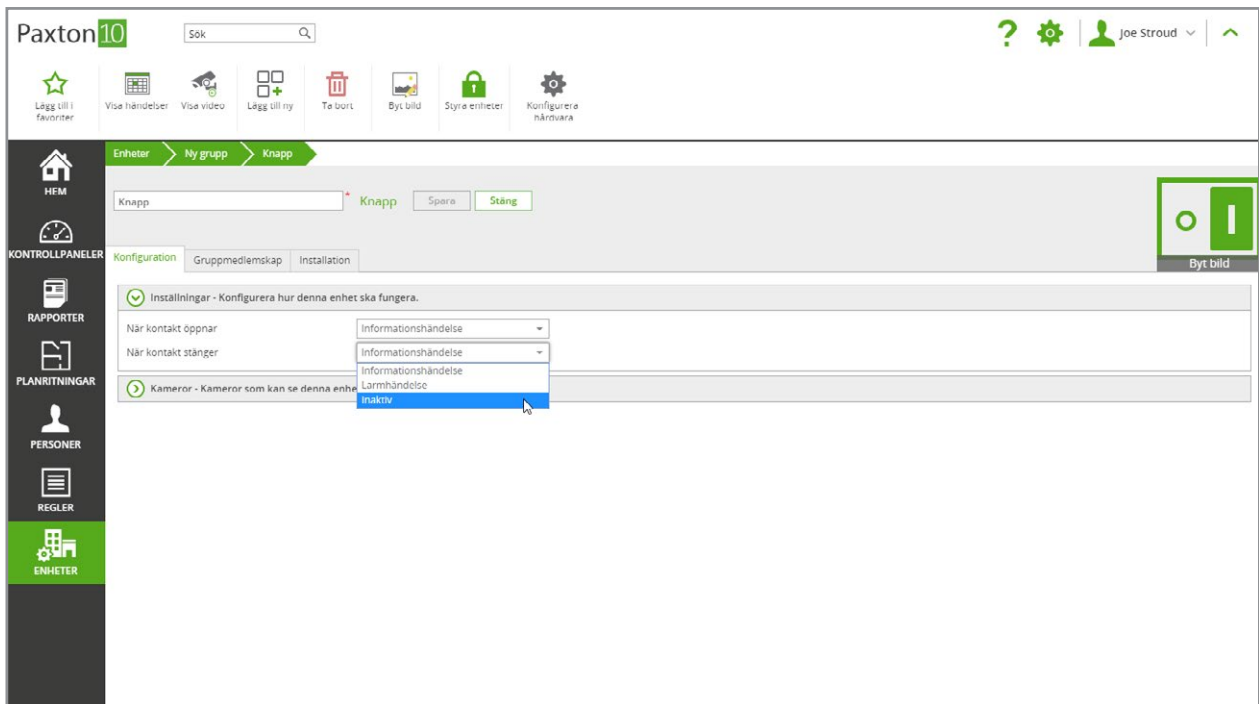 Paxton10
Sök
Joe Stroud
Lägg till i
favoriter
Visa händelser
Visa video
Lägg till ny
Ta bort
Byt bild
Styra enheter
Konfigurera
hårdvara
HEM
KONTROLLPANELER
RAPPORTER
PLANRITNINGAR
PERSONER
REGLER
ENHETER
Enheter
Ny grupp
Knapp
Knapp
* Knapp
Spara
Stäng
Byt bild
Konfiguration
Gruppmedlemskap
Installation
Inställningar - Konfigurera hur denna enhet ska fungera.
När kontakt öppnar
Informationshändelse
När kontakt stänger
Informationshändelse
Informationshändelse
Larmhändelse
Inaktiv
Kameror - Kameror som kan se denna enhe